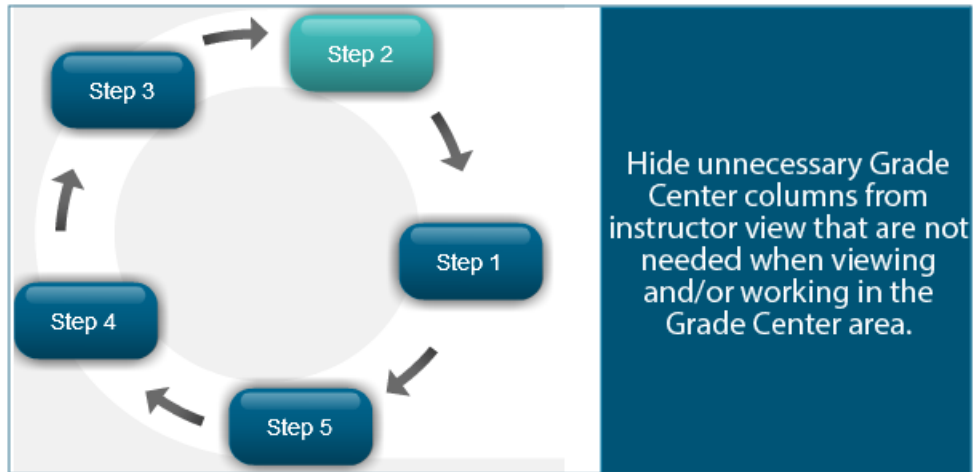 Step 2
Step 3
Step 1
Step 4
Step 5
Hide unnecessary Grade
Center columns from
instructor view that are not
needed when viewing
and/or working in the
Grade Center area.